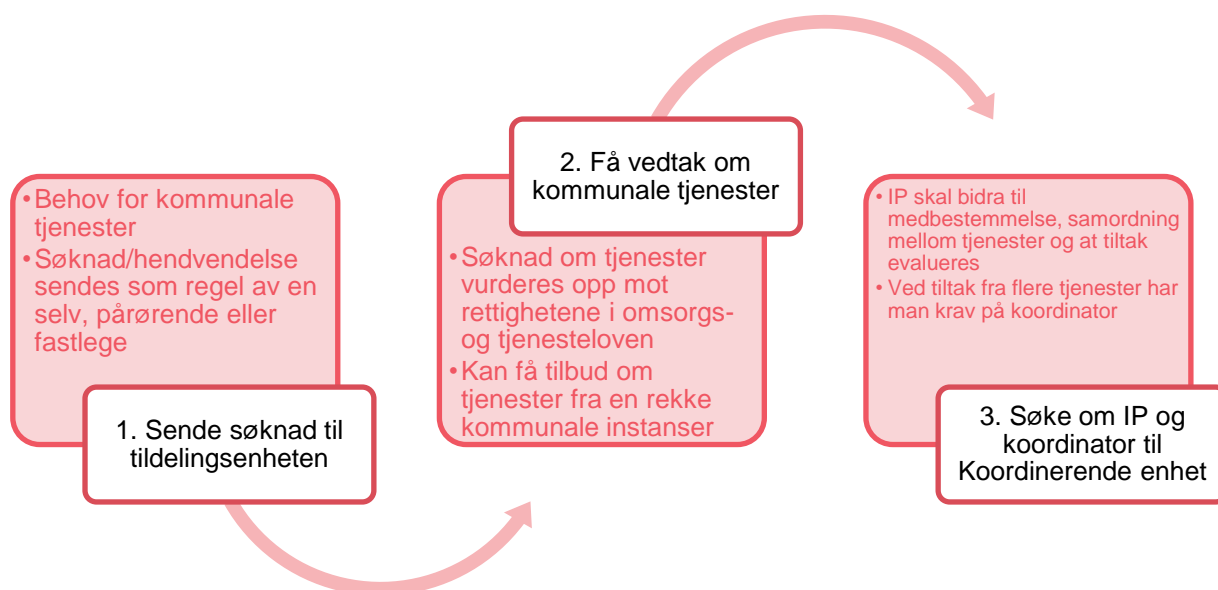 • Behov for kommunale
tjenester
• Søknad/hendvendelse
sendes som regel av en
selv, pårørende eller
fastlege
1. Sende søknad til
tildelingsenheten
2. Få vedtak om
kommunale tjenester
• Søknad om tjenester
vurderes opp mot
rettighetene i omsorgs-
og tjenesteloven
• Kan få tilbud om
tjenester fra en rekke
kommunale instanser
• IP skal bidra til
medbestemmelse, samordning
mellom tjenester og at tiltak
evalueres
• Ved tiltak fra flere tjenester har
man krav på koordinator
3. Søke om IP og
koordinator til
Koordinerende enhet